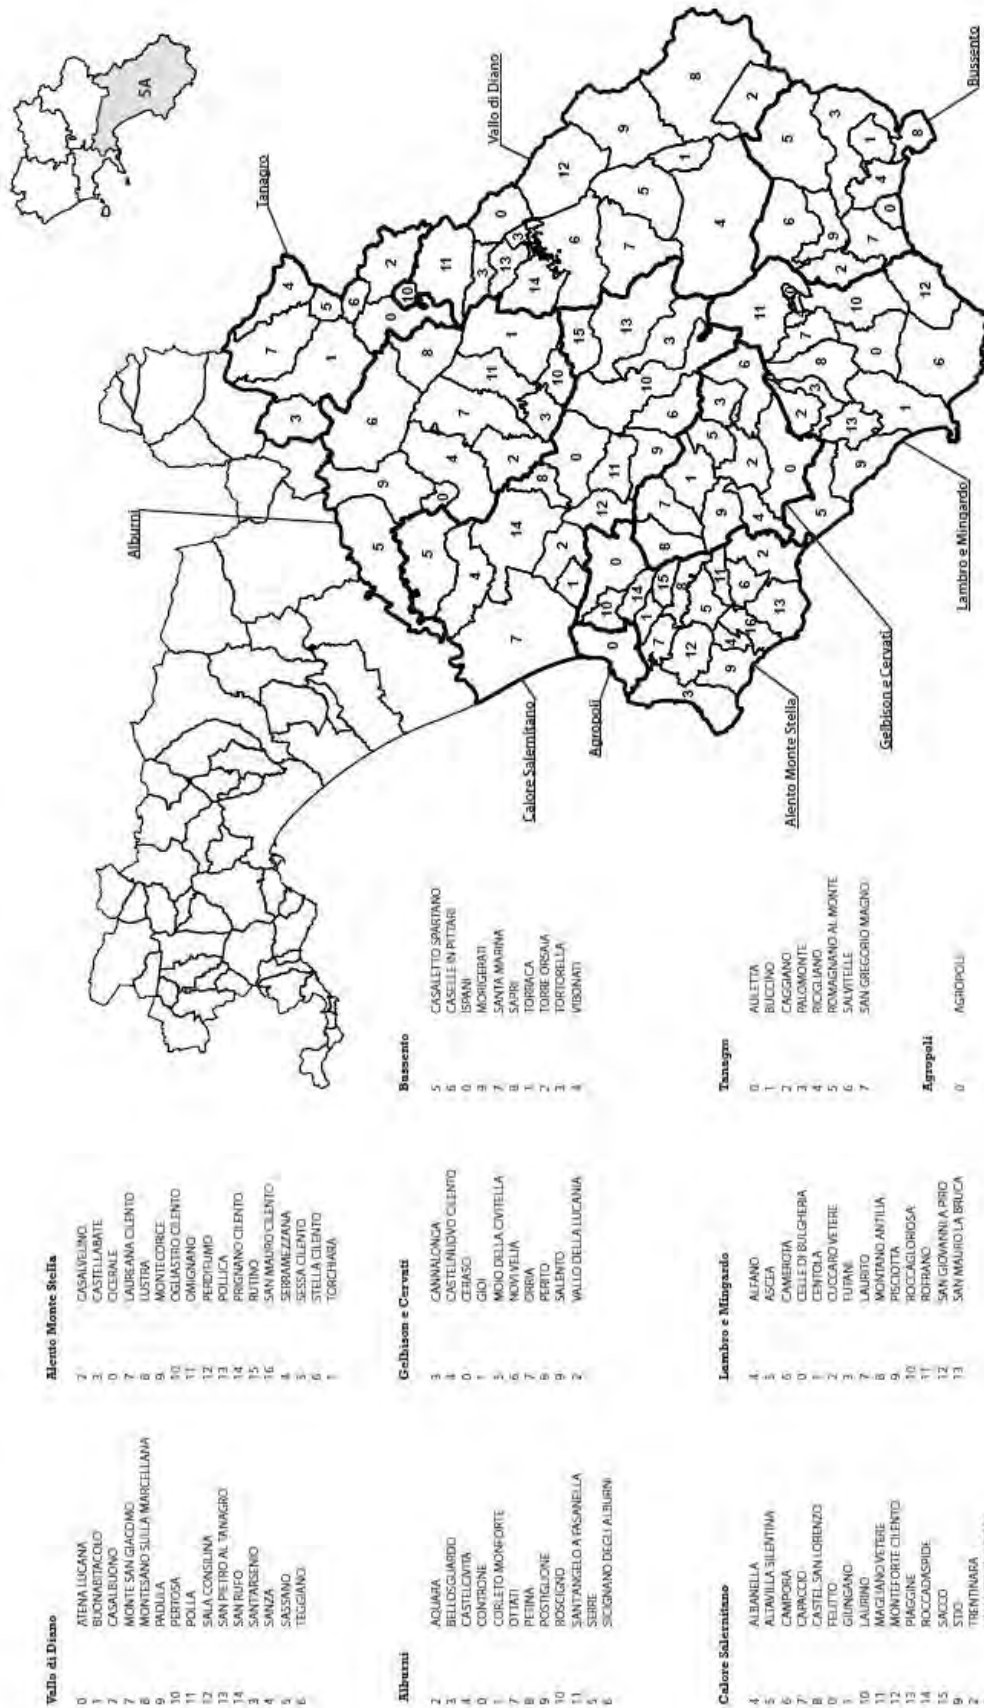 Vallo di Diano
0 ATENA LUCANA
1 BUONABITACOLO
2 CASALBUONO
7 MONTE SAN GIACOMO
8 MONTESANO SULLA MARCELLANA
9 PADULA
10 PERTOSA
11 POLLA
12 SALA CONSILINA
13 SAN PIETRO AL TANAGRO
14 SAN RUFO
3 SANT'ARSENIO
4 SANZA
5 SASSANO
6 TEGGIANO
Alento Monte Stella
2 CASALVELINO
3 CASTELLABATE
0 CICERALE
7 LAUREANA CILENTO
8 LUSTRA
9 MONTECORICE
10 OGLIASTRO CILENTO
11 OMIGNANO
12 PERDIFUMO
13 POLLICA
14 PRIGNANO CILENTO
15 RUTINO
16 SAN MAURO CILENTO
4 SERRAMEZZANA
5 SESSA CILENTO
6 STELLA CILENTO
1 TORCHIARA
Alburni
2 AQUARA
3 BELLOSGUARDO
4 CASTELCIVITA
0 CONTRONE
1 CORLETO MONFORTE
7 OTTATI
8 PETINA
9 POSTIGLIONE
10 ROSCIGNO
11 SANT'ANGELO A FASANELLA
5 SERRE
6 SICIGNANO DEGLI ALBURNI
Gelbison e Cervati
3 CANNALONGA
4 CASTELNUOVO CILENTO
0 CERASO
1 GIOI
5 MOIO DELLA CIVITELLA
6 NOVI VELIA
7 ORRIA
8 PERITO
9 SALENTO
2 VALLO DELLA LUCANIA
Bussento
5 CASALETTO SPARTANO
6 CASELLE IN PITTARI
0 ISPANI
9 MORIGERATI
7 SANTA MARINA
8 SAPRI
1 TORRACA
2 TORRE ORSAIA
3 TORTORELLA
4 VIBONATI
Calore Salernitano
4 ALBANELLA
5 ALTAVILLA SILENTINA
6 CAMPORA
7 CAPACCIO
8 CASTEL SAN LORENZO
0 FELITTO
1 GIUNGANO
10 LAURINO
11 MAGLIANO VETERE
12 MONTEFORTE CILENTO
13 PIAGGINE
14 ROCCADASPIDE
15 SACCO
9 STIO
2 TRENTINARA
Lambro e Mingardo
4 ALFANO
5 ASCEA
6 CAMEROTA
0 CELLE DI BULGHERIA
1 CENTOLA
2 CUCCARO VETERE
3 FUTANI
7 LAURITO
8 MONTANO ANTILIA
9 PISCIOTTA
10 ROCCAGLORIOSA
11 ROFRANO
12 SAN GIOVANNI A PIRO
13 SAN MAURO LA BRUCA
Tanagro
0 AULETTA
1 BUCCINO
2 CAGGIANO
3 PALOMONTE
4 RICIGLIANO
5 ROMAGNANO AL MONTE
6 SALVITELLE
7 SAN GREGORIO MAGNO
Agropoli
0 AGROPOLI
SA
Tanagro
Alburni
Vallo di Diano
Calore Salernitano
Agropoli
Alento Monte Stella
Gelbison e Cervati
Lambro e Mingardo
Bussento